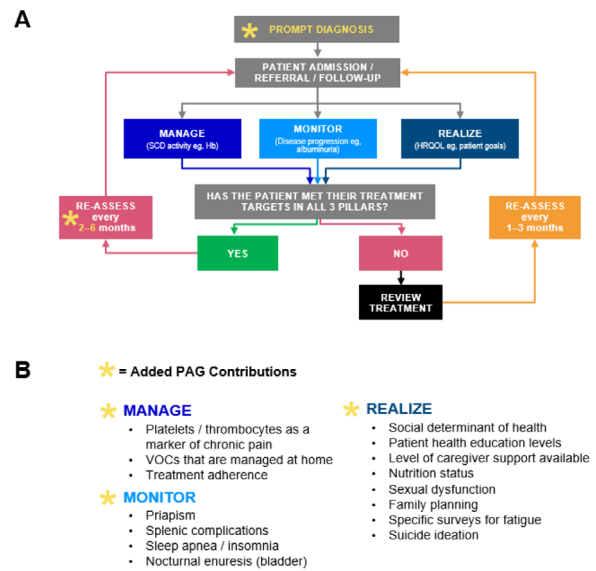 A
* PROMPT DIAGNOSIS
PATIENT ADMISSION /
REFERRAL / FOLLOW-UP
MANAGE
(SCD activity eg, Hb)
MONITOR
(Disease progression eg,
albuminuria)
REALIZE
(HRQOL eg, patient goals)
HAS THE PATIENT MET THEIR TREATMENT
TARGETS IN ALL 3 PILLARS?
RE-ASSESS
* every
2–6 months
RE-ASSESS
every
1–3 months
YES
NO
REVIEW
TREATMENT
B
* = Added PAG Contributions
* MANAGE
• Platelets / thrombocytes as a
marker of chronic pain
• VOCs that are managed at home
• Treatment adherence
* MONITOR
• Priapism
• Splenic complications
• Sleep apnea / insomnia
• Nocturnal enuresis (bladder)
* REALIZE
• Social determinant of health
• Patient health education levels
• Level of caregiver support available
• Nutrition status
• Sexual dysfunction
• Family planning
• Specific surveys for fatigue
• Suicide ideation